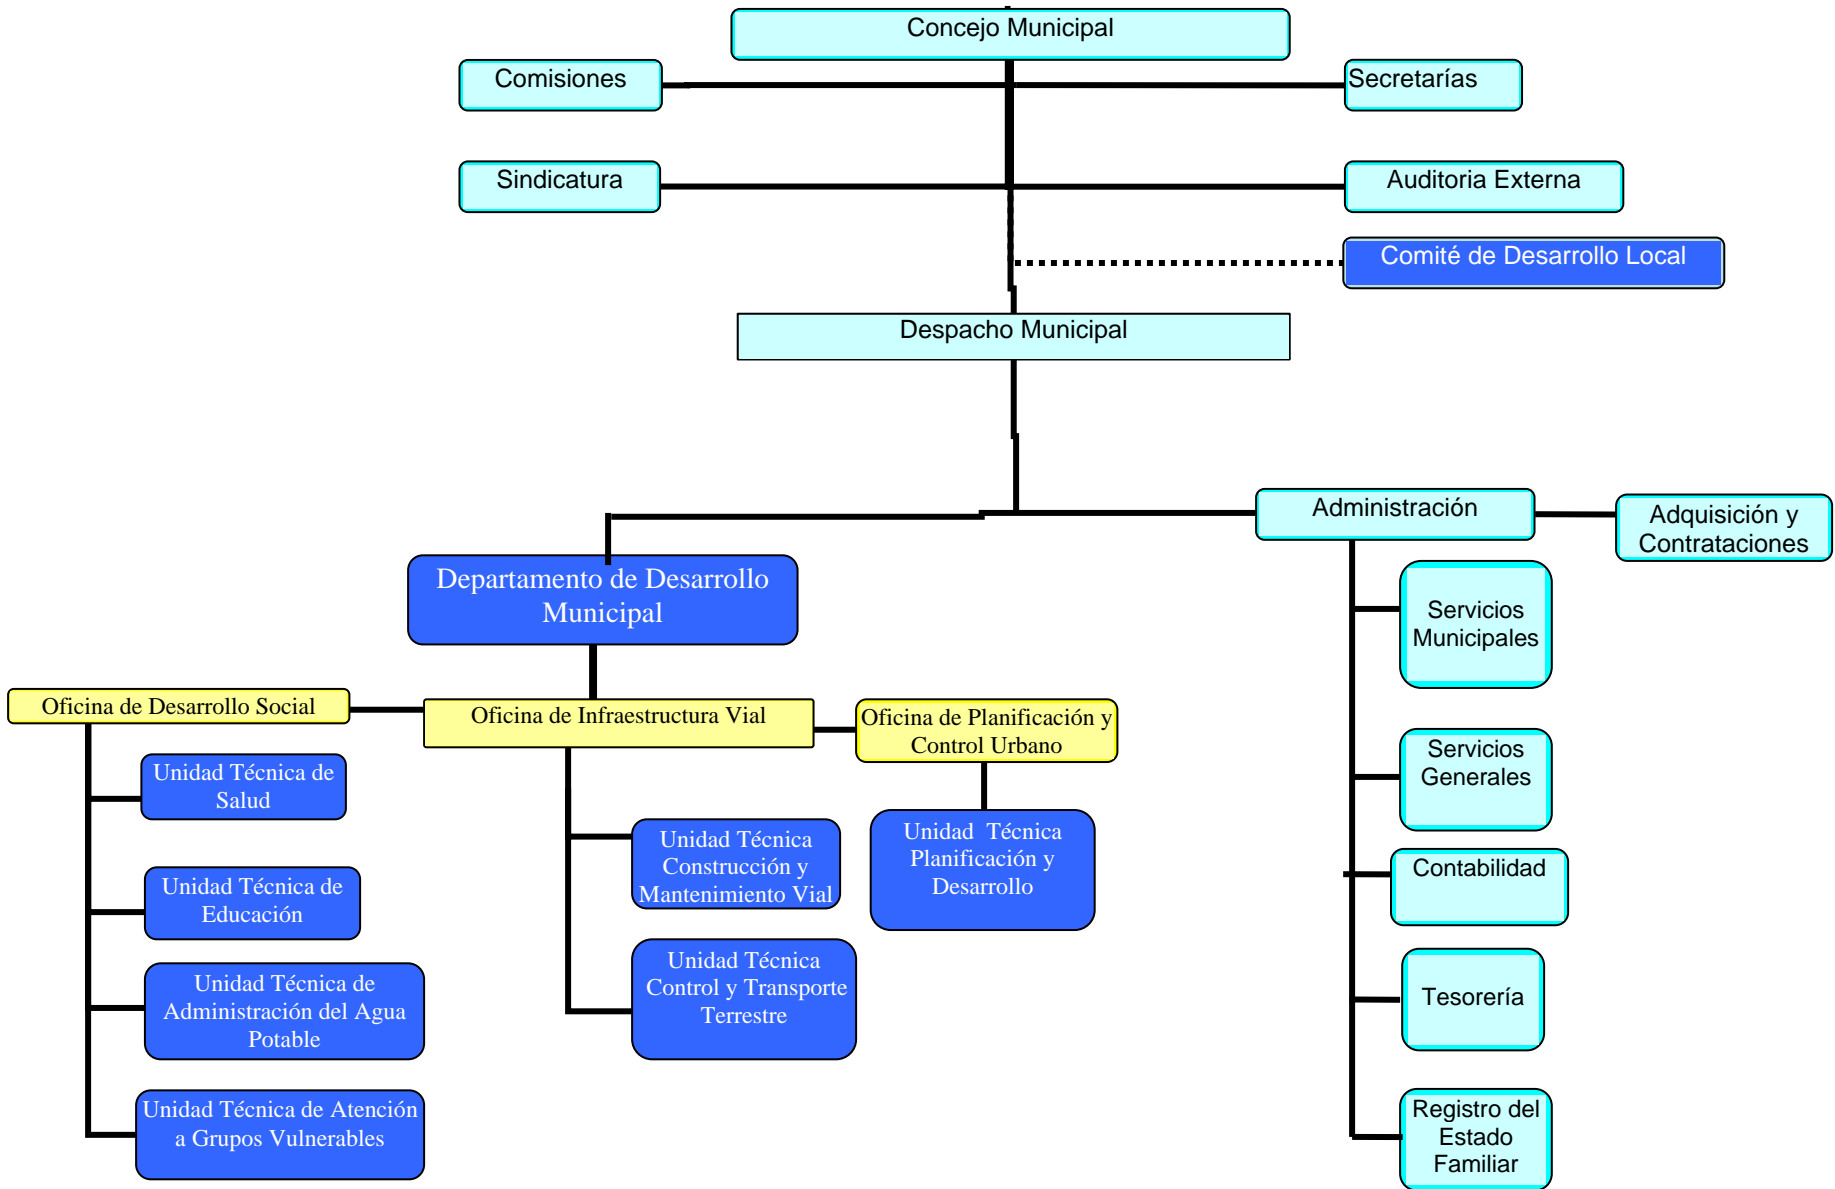 Concejo Municipal
Comisiones
Secretarías
Sindicatura
Auditoria Externa
Comité de Desarrollo Local
Despacho Municipal
Administración
Adquisición y
Contrataciones
Departamento de Desarrollo
Municipal
Servicios
Municipales
Oficina de Desarrollo Social
Oficina de Infraestructura Vial
Oficina de Planificación y
Control Urbano
Unidad Técnica de
Salud
Unidad Técnica
Construcción y
Mantenimiento Vial
Unidad Técnica
Planificación y
Desarrollo
Servicios
Generales
Unidad Técnica de
Educación
Contabilidad
Unidad Técnica de
Administración del Agua
Potable
Unidad Técnica
Control y Transporte
Terrestre
Tesorería
Unidad Técnica de Atención
a Grupos Vulnerables
Registro del
Estado
Familiar